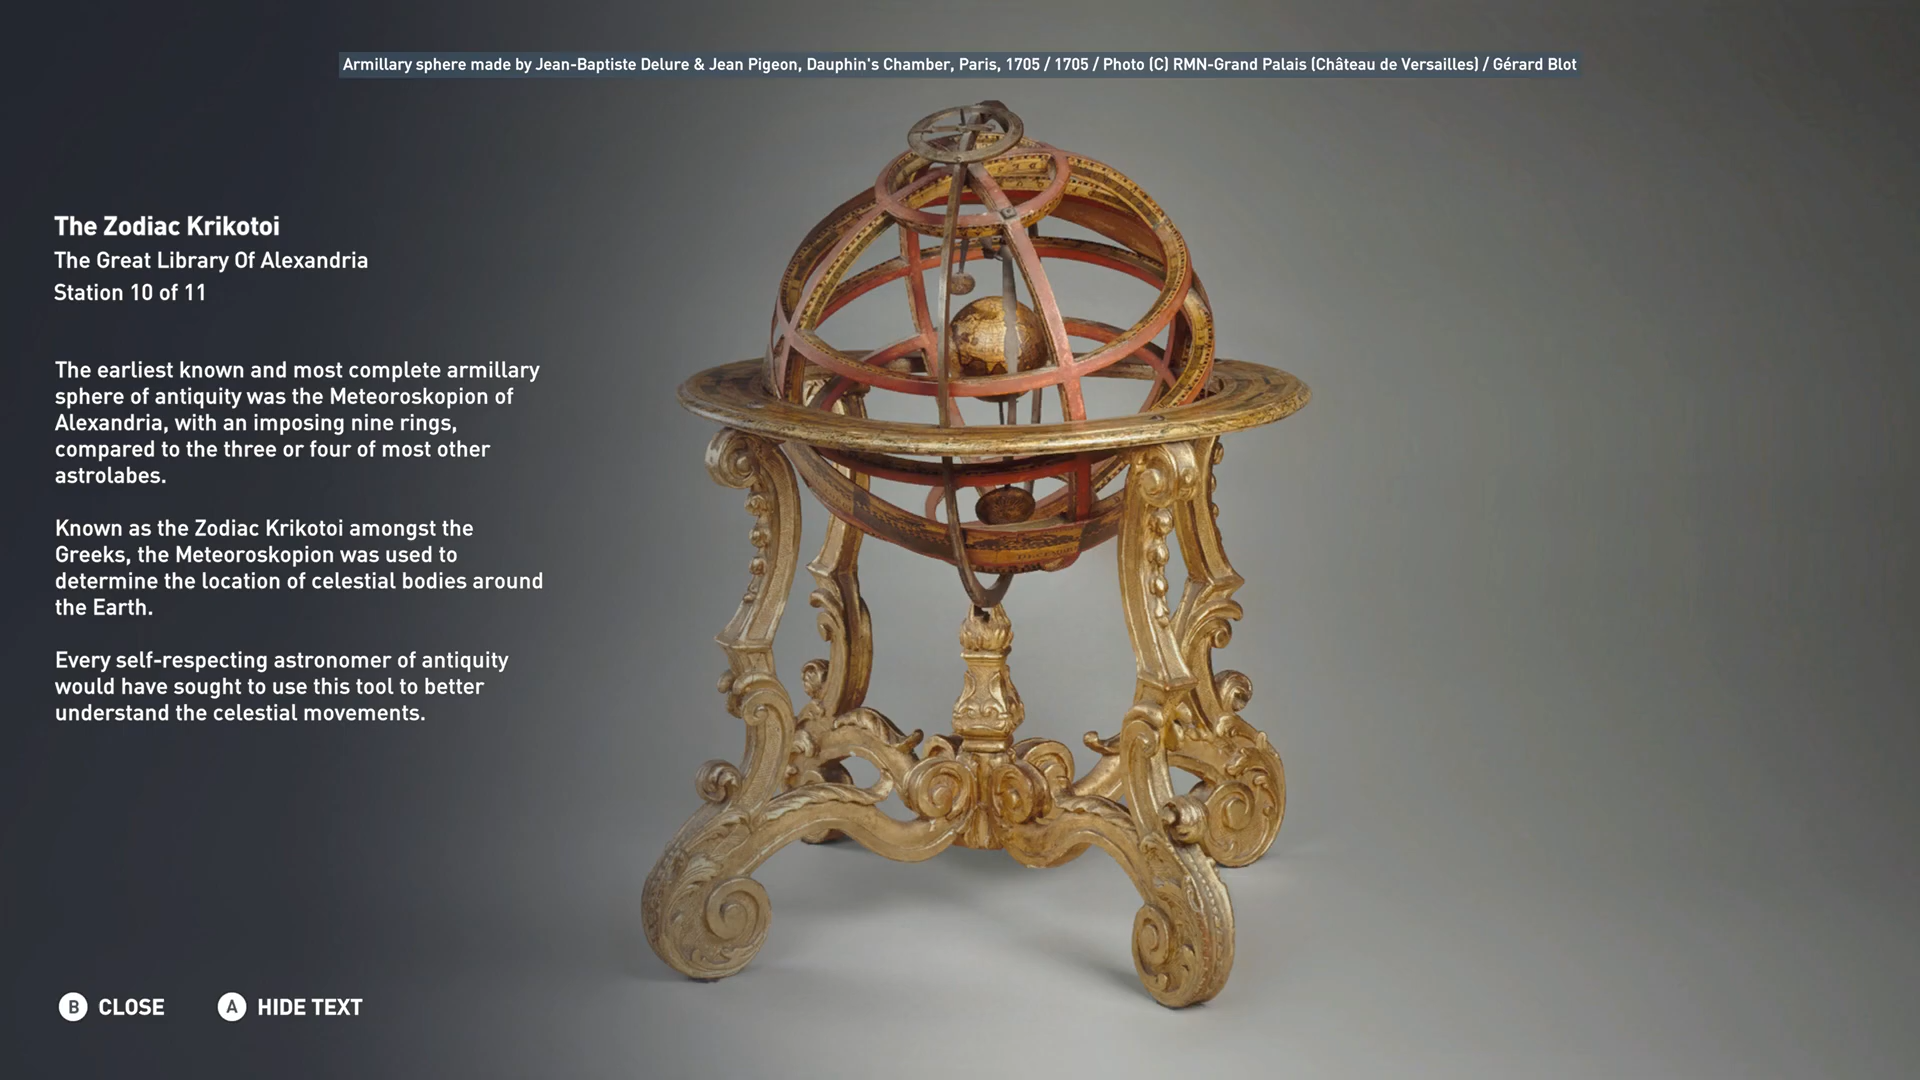 Armillary sphere made by Jean-Baptiste Delure & Jean Pigeon, Dauphin's Chamber, Paris, 1705 / 1705 / Photo (C) RMN-Grand Palais (Château de Versailles) / Gérard Blot
The Zodiac Krikotoi
The Great Library Of Alexandria
Station 10 of 11
The earliest known and most complete armillary
sphere of antiquity was the Meteoroskopion of
Alexandria, with an imposing nine rings,
compared to the three or four of most other
astrolabes.
Known as the Zodiac Krikotoi amongst the
Greeks, the Meteoroskopion was used to
determine the location of celestial bodies around
the Earth.
Every self-respecting astronomer of antiquity
would have sought to use this tool to better
understand the celestial movements.
B CLOSE A HIDE TEXT